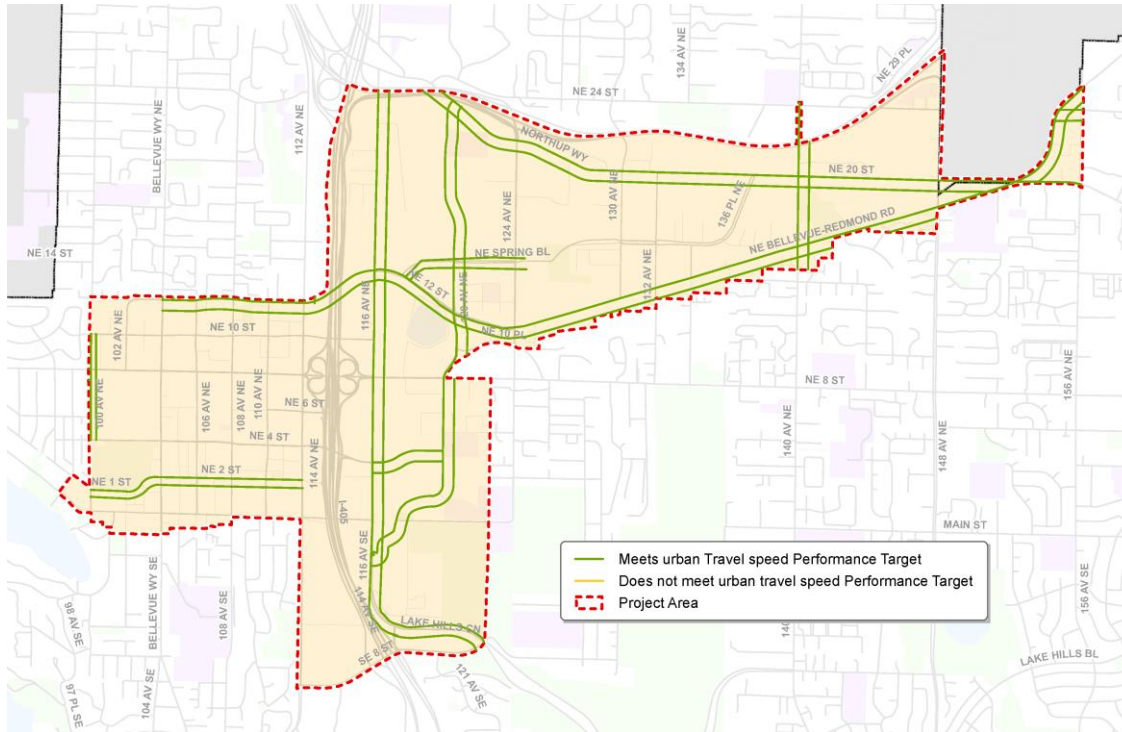 134 AV NE
NE 29 PL
NE 24 ST
BELLEVUE WY NE
112 AV NE
NORTHUP WY
NE 20 ST
130 AV NE
136 PL NE
124 AV NE
NE BELLEVUE-REDMOND RD
NE 14 ST
NE SPRING BL
NE 12 ST
120 AV NE
132 AV NE
116 AV NE
NE 10 ST
NE 10 PL
102 AV NE
NE 8 ST
156 AV NE
100 AV NE
106 AV NE
108 AV NE
110 AV NE
NE 6 ST
NE 4 ST
140 AV NE
148 AV NE
114 AV NE
NE 2 ST
NE 1 ST
I-405
MAIN ST
116 AV SE
Meets urban Travel speed Performance Target
Does not meet urban travel speed Performance Target
Project Area
98 AV SE
BELLEVUE WY SE
108 AV SE
114 AV SE
LAKE HILLS CN
SE 8 ST
156 AV SE
LAKE HILLS BL
121 AV SE
104 AV SE
97 PL SE